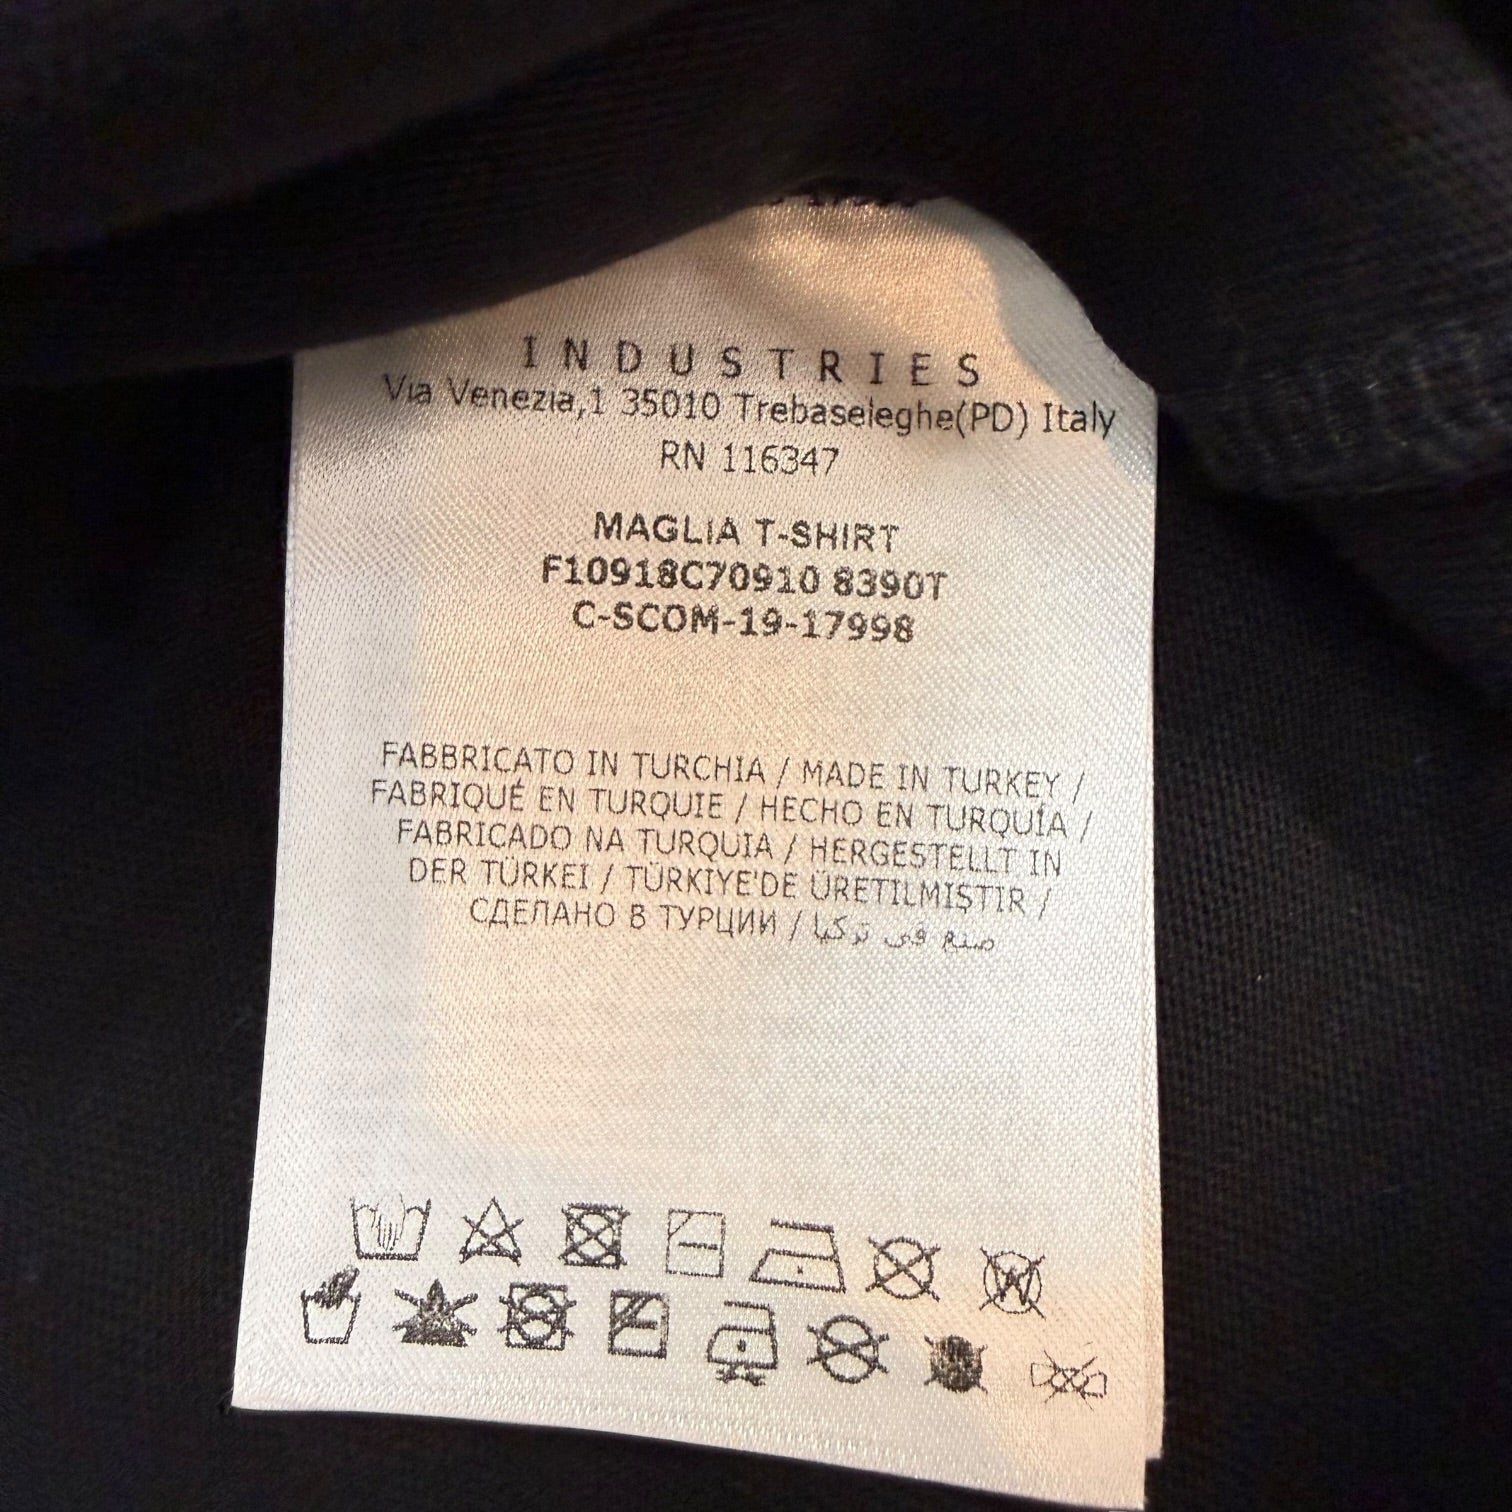 INDUSTRIES
Via Venezia,1 35010 Trebaseleghe(PD) Italy
RN 116347
MAGLIA T-SHIRT
F10918C70910 8390T
C-SCOM-19-17998
FABBRICATO IN TURCHIA / MADE IN TURKEY /
FABRIQUÉ EN TURQUIE / HECHO EN TURQUÍA /
FABRICADO NA TURQUIA / HERGESTELLT IN
DER TÜRKEI / TÜRKIYE'DE ÜRETILMIŞTIR /
СДЕЛАНО В ТУРЦИИ / صنع في تركيا
W